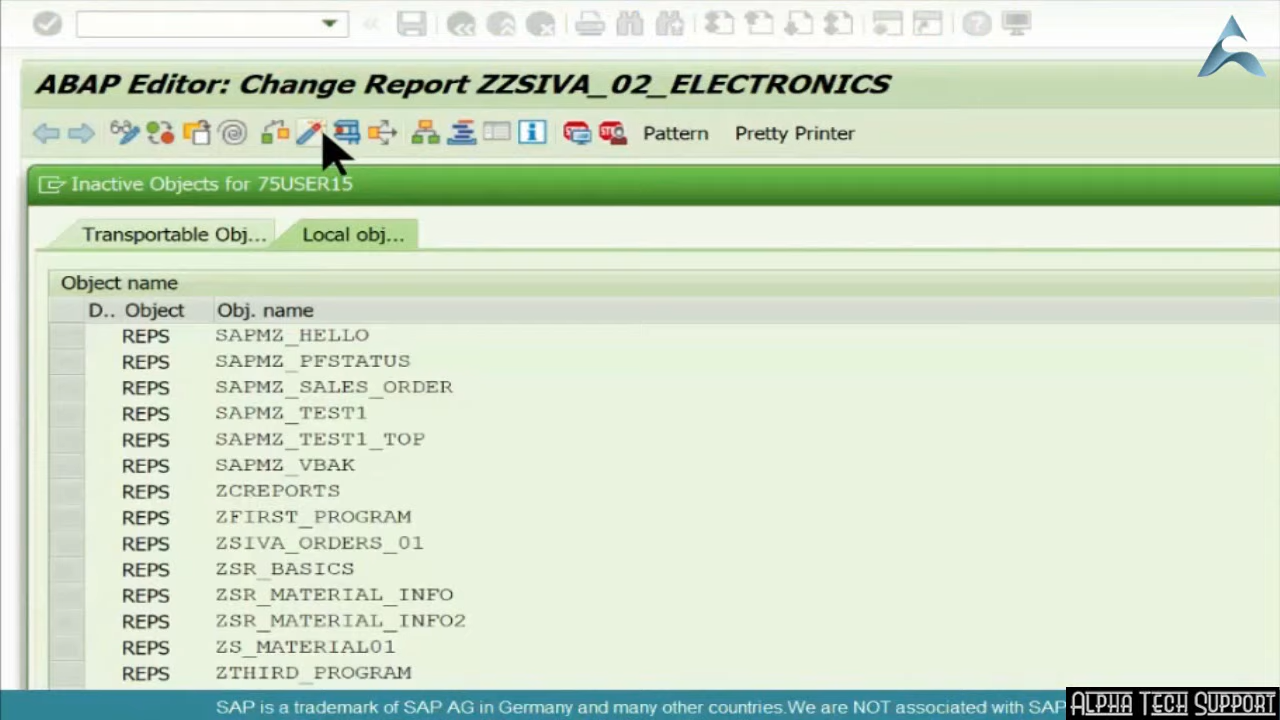 ABAP Editor: Change Report ZZSIVA_02_ELECTRONICS
Pattern Pretty Printer
Inactive Objects for 75USER15
Transportable Obj... Local obj...
Object name
D.. Object Obj. name
REPS SAPMZ_HELLO
REPS SAPMZ_PFSTATUS
REPS SAPMZ_SALES_ORDER
REPS SAPMZ_TEST1
REPS SAPMZ_TEST1_TOP
REPS SAPMZ_VBAK
REPS ZCREPORTS
REPS ZFIRST_PROGRAM
REPS ZSIVA_ORDERS_01
REPS ZSR_BASICS
REPS ZSR_MATERIAL_INFO
REPS ZSR_MATERIAL_INFO2
REPS ZS_MATERIAL01
REPS ZTHIRD_PROGRAM
SAP is a trademark of SAP AG in Germany and many other countries.We are NOT associated with SAP
Alpha Tech Support